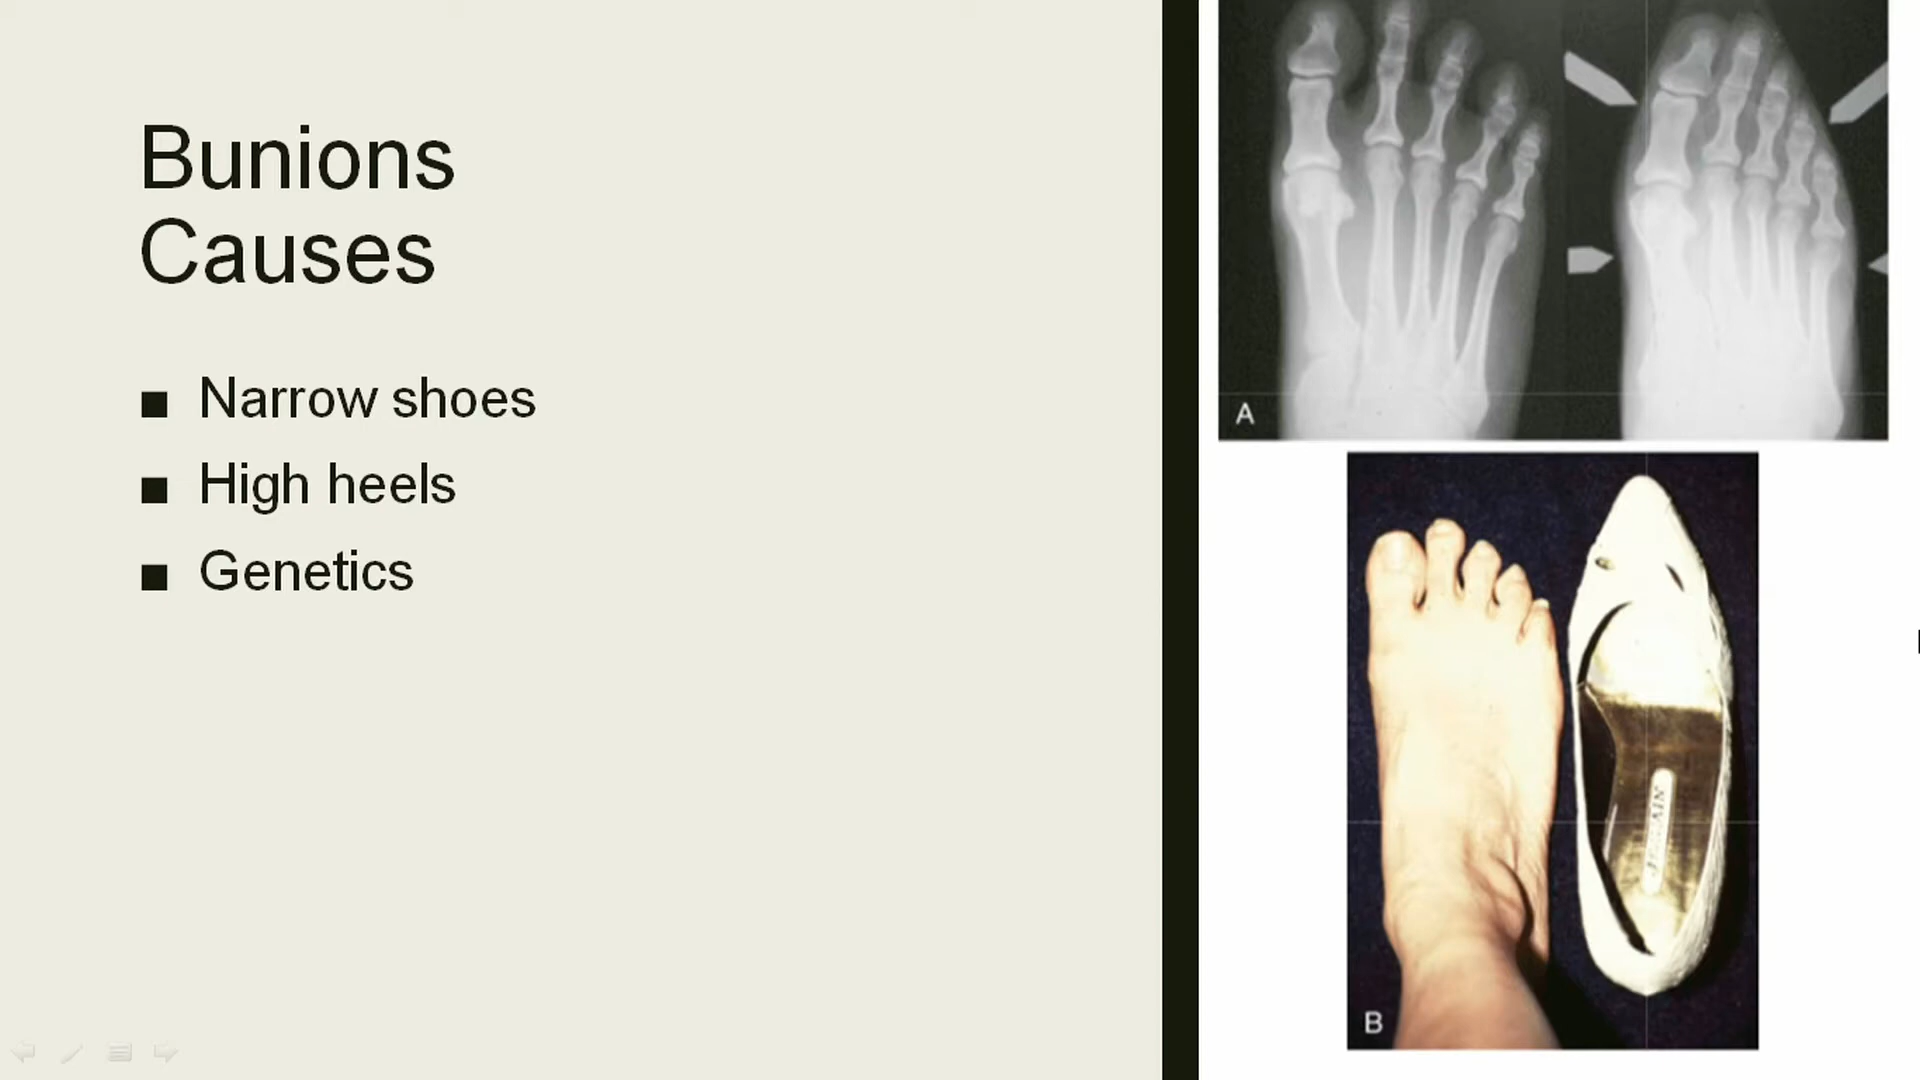 Bunions
Causes
■ Narrow shoes
■ High heels
■ Genetics
A
B